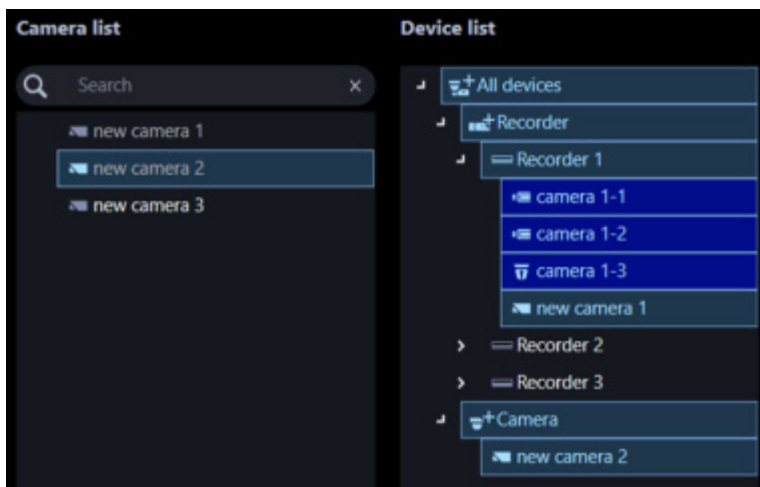 Camera list
Search
new camera 1
new camera 2
new camera 3
Device list
All devices
Recorder
Recorder 1
camera 1-1
camera 1-2
camera 1-3
new camera 1
Recorder 2
Recorder 3
Camera
new camera 2